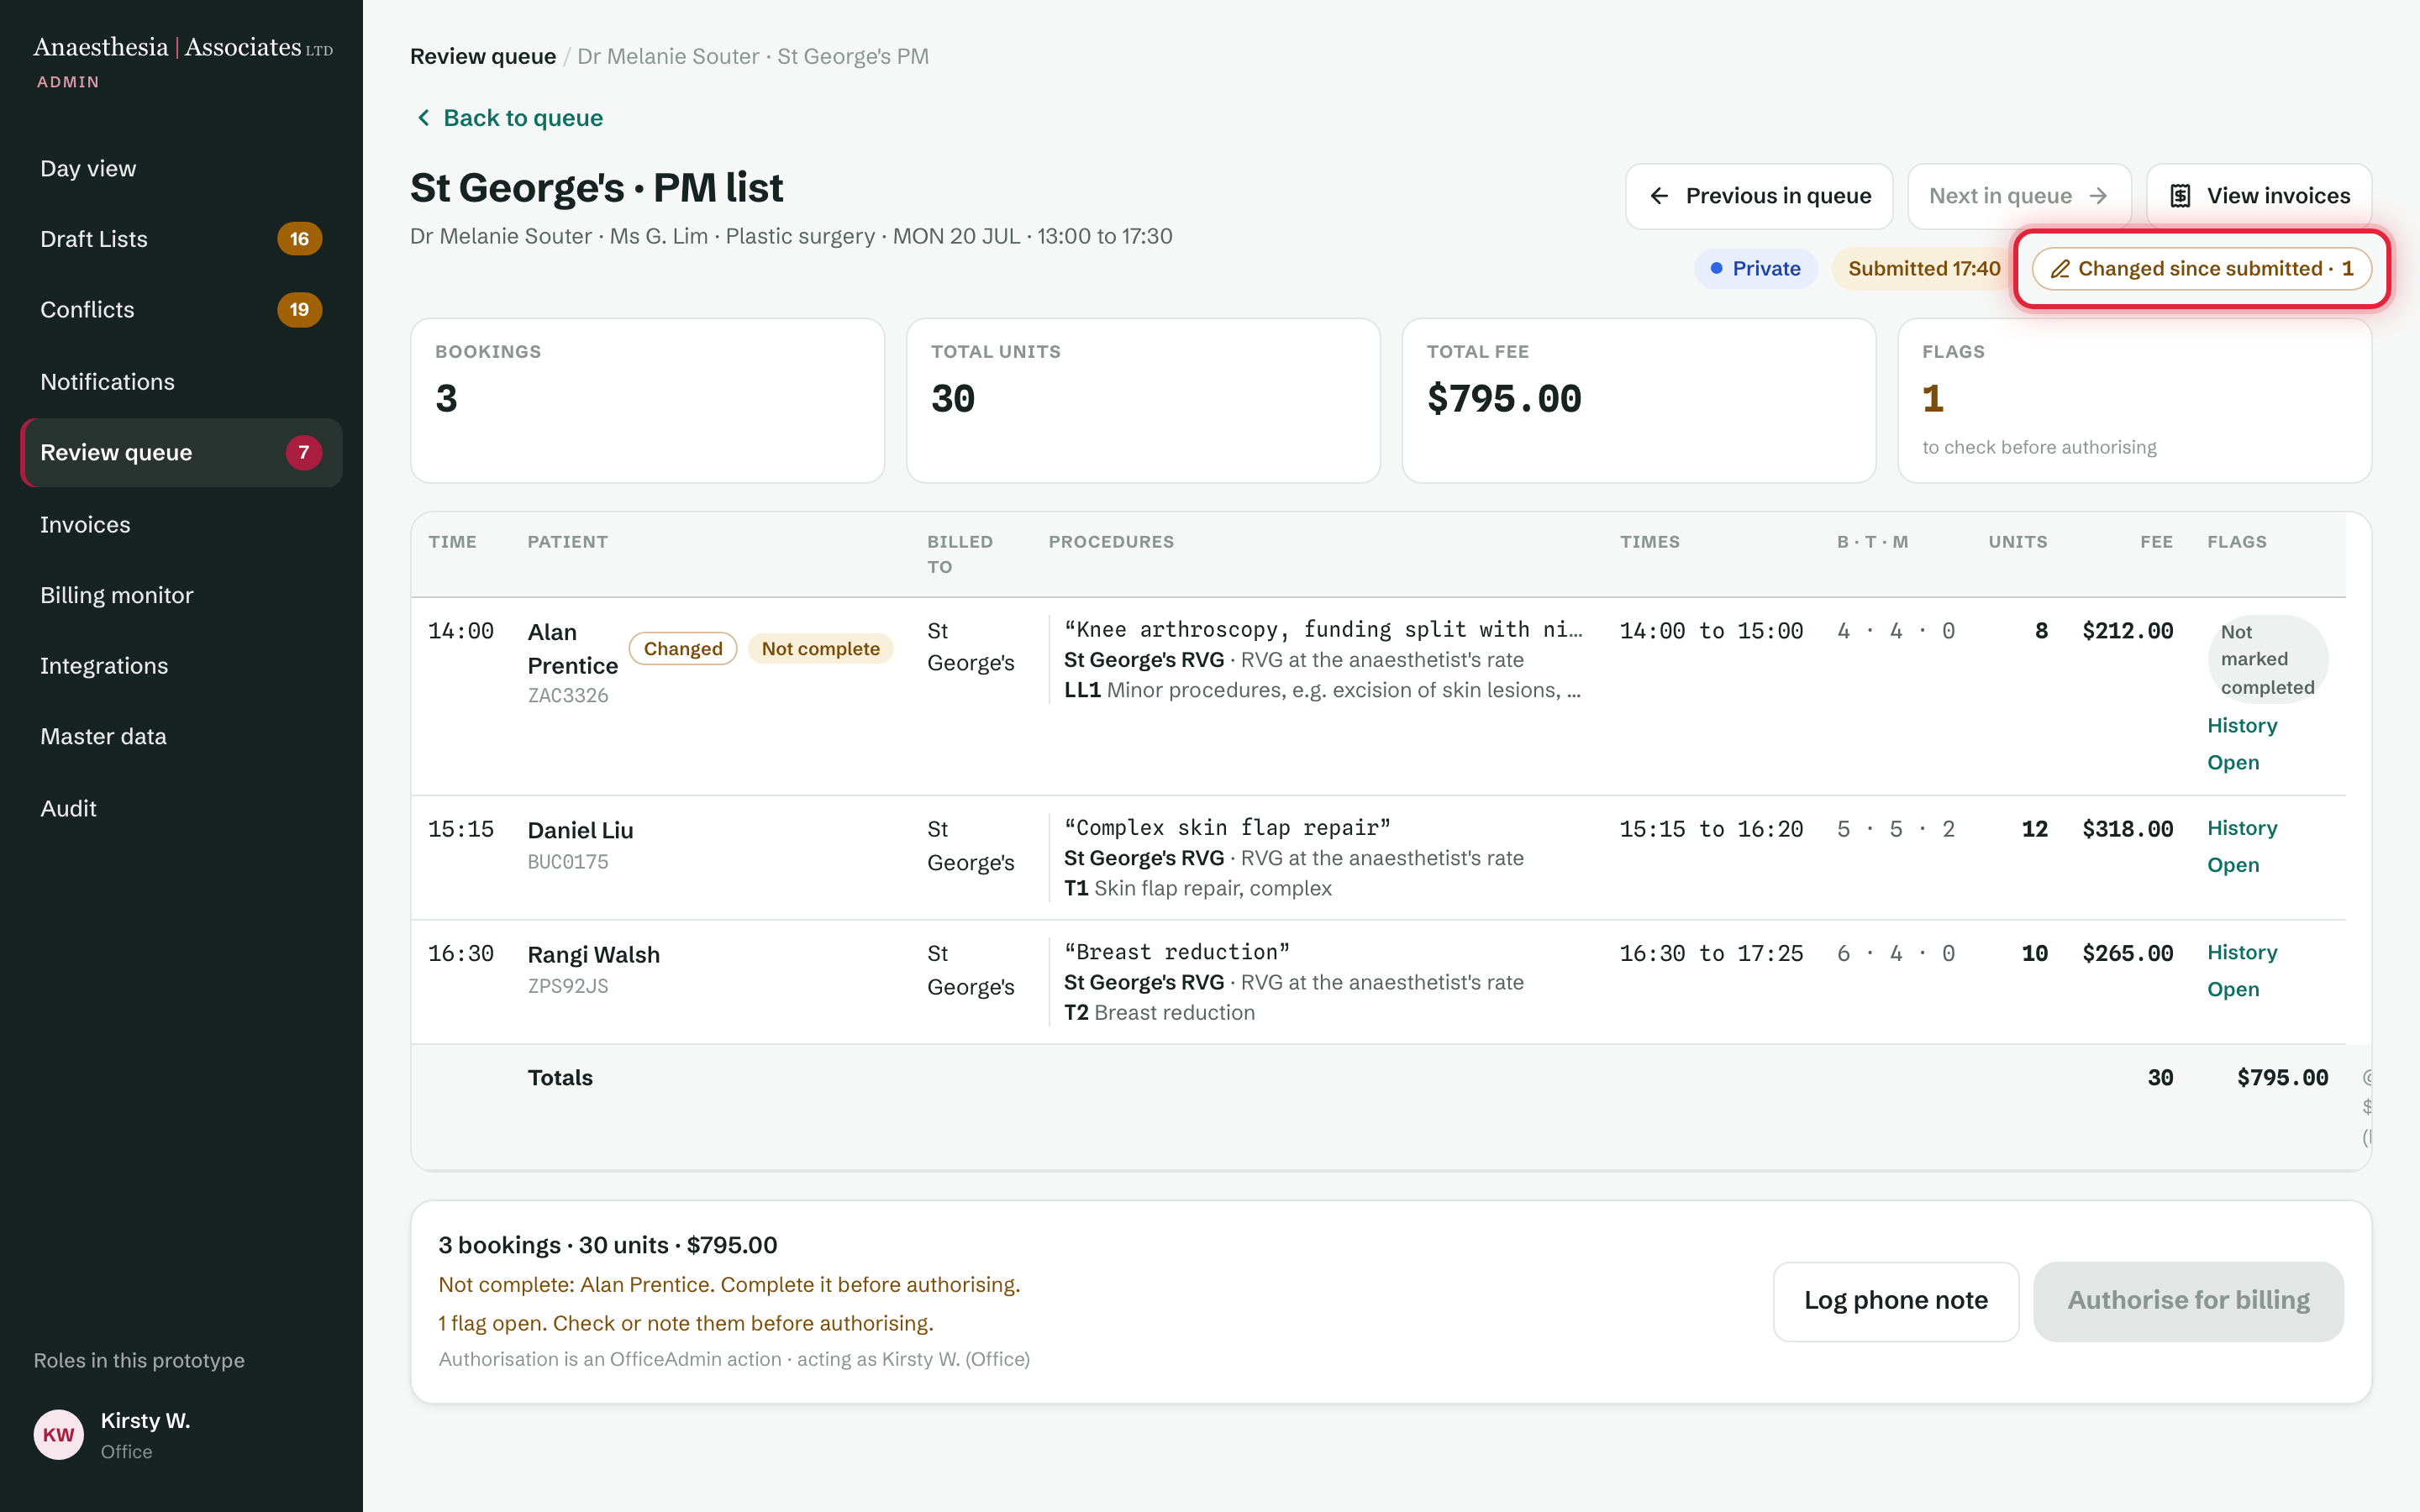 Anaesthesia | Associates LTD
ADMIN
Day view
Draft Lists 16
Conflicts 19
Notifications
Review queue 7
Invoices
Billing monitor
Integrations
Master data
Audit
Roles in this prototype
KW
Kirsty W.
Office
Review queue / Dr Melanie Souter · St George's PM
Back to queue
St George's · PM list
Dr Melanie Souter · Ms G. Lim · Plastic surgery · MON 20 JUL · 13:00 to 17:30
Previous in queue
Next in queue
View invoices
Private
Submitted 17:40
Changed since submitted · 1
BOOKINGS
3
TOTAL UNITS
30
TOTAL FEE
$795.00
FLAGS
1
to check before authorising
TIME PATIENT BILLED TO PROCEDURES TIMES B · T · M UNITS FEE FLAGS
14:00
Alan Prentice
ZAC3326
Changed
Not complete
St George's
“Knee arthroscopy, funding split with ni…
St George's RVG · RVG at the anaesthetist's rate
LL1 Minor procedures, e.g. excision of skin lesions, …
14:00 to 15:00
4 · 4 · 0
8
$212.00
Not marked completed
History
Open
15:15
Daniel Liu
BUC0175
St George's
“Complex skin flap repair”
St George's RVG · RVG at the anaesthetist's rate
T1 Skin flap repair, complex
15:15 to 16:20
5 · 5 · 2
12
$318.00
History
Open
16:30
Rangi Walsh
ZPS92JS
St George's
“Breast reduction”
St George's RVG · RVG at the anaesthetist's rate
T2 Breast reduction
16:30 to 17:25
6 · 4 · 0
10
$265.00
History
Open
Totals 30 $795.00
3 bookings · 30 units · $795.00
Not complete: Alan Prentice. Complete it before authorising.
1 flag open. Check or note them before authorising.
Authorisation is an OfficeAdmin action · acting as Kirsty W. (Office)
Log phone note
Authorise for billing